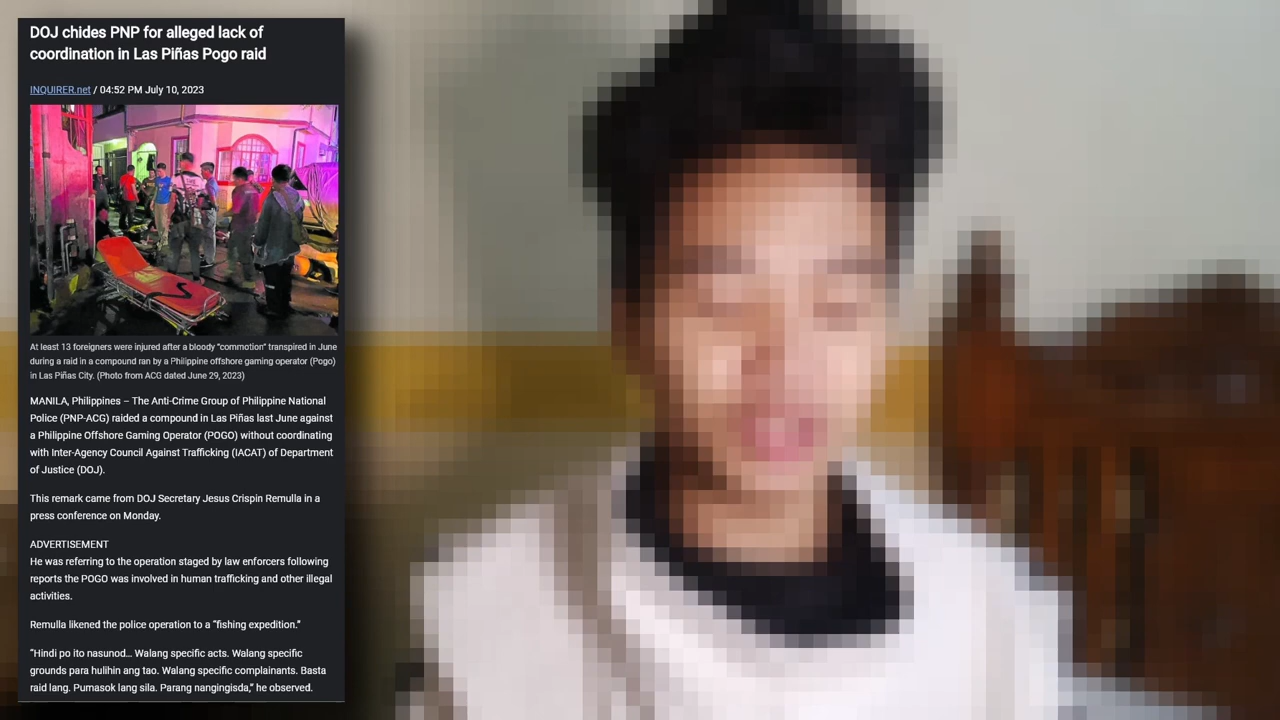 DOJ chides PNP for alleged lack of
coordination in Las Piñas Pogo raid
INQUIRER.net / 04:52 PM July 10, 2023
At least 13 foreigners were injured after a bloody "commotion" transpired in June
during a raid in a compound ran by a Philippine offshore gaming operator (Pogo)
in Las Piñas City. (Photo from ACG dated June 29, 2023)
MANILA, Philippines – The Anti-Crime Group of Philippine National
Police (PNP-ACG) raided a compound in Las Piñas last June against
a Philippine Offshore Gaming Operator (POGO) without coordinating
with Inter-Agency Council Against Trafficking (IACAT) of Department
of Justice (DOJ).
This remark came from DOJ Secretary Jesus Crispin Remulla in a
press conference on Monday.
ADVERTISEMENT
He was referring to the operation staged by law enforcers following
reports the POGO was involved in human trafficking and other illegal
activities.
Remulla likened the police operation to a "fishing expedition."
"Hindi po ito nasunod… Walang specific acts. Walang specific
grounds para hulihin ang tao. Walang specific complainants. Basta
raid lang. Pumasok lang sila. Parang nangingisda," he observed.